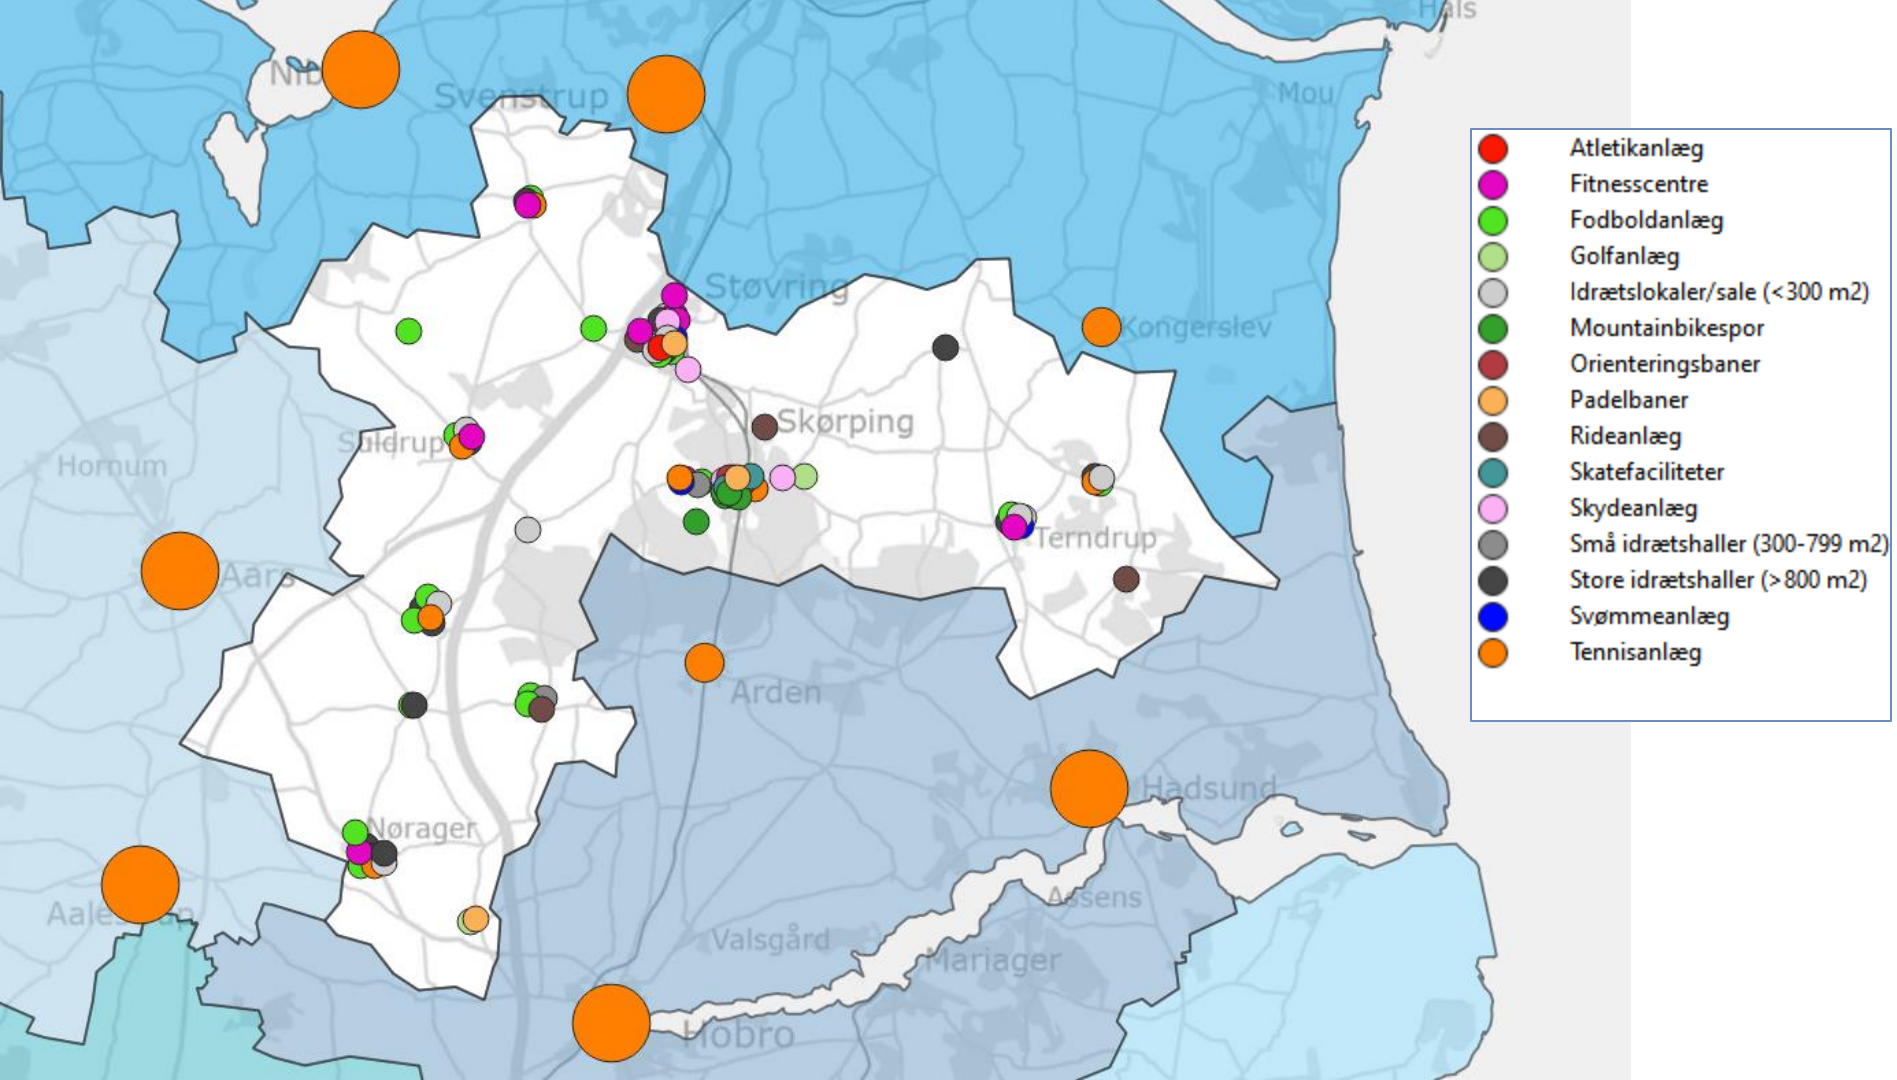 Hals
Nib
Svenstrup
Mou
Støvring
Kongerslev
Skørping
Suldrup
Hornum
Terndrup
Aars
Arden
Hadsund
Nørager
Assens
Aalestrup
Valsgård
Mariager
Hobro
Atletikanlæg
Fitnesscentre
Fodboldanlæg
Golfanlæg
Idrætslokaler/sale (<300 m2)
Mountainbikespor
Orienteringsbaner
Padelbaner
Rideanlæg
Skatefaciliteter
Skydeanlæg
Små idrætshaller (300-799 m2)
Store idrætshaller (>800 m2)
Svømmeanlæg
Tennisanlæg